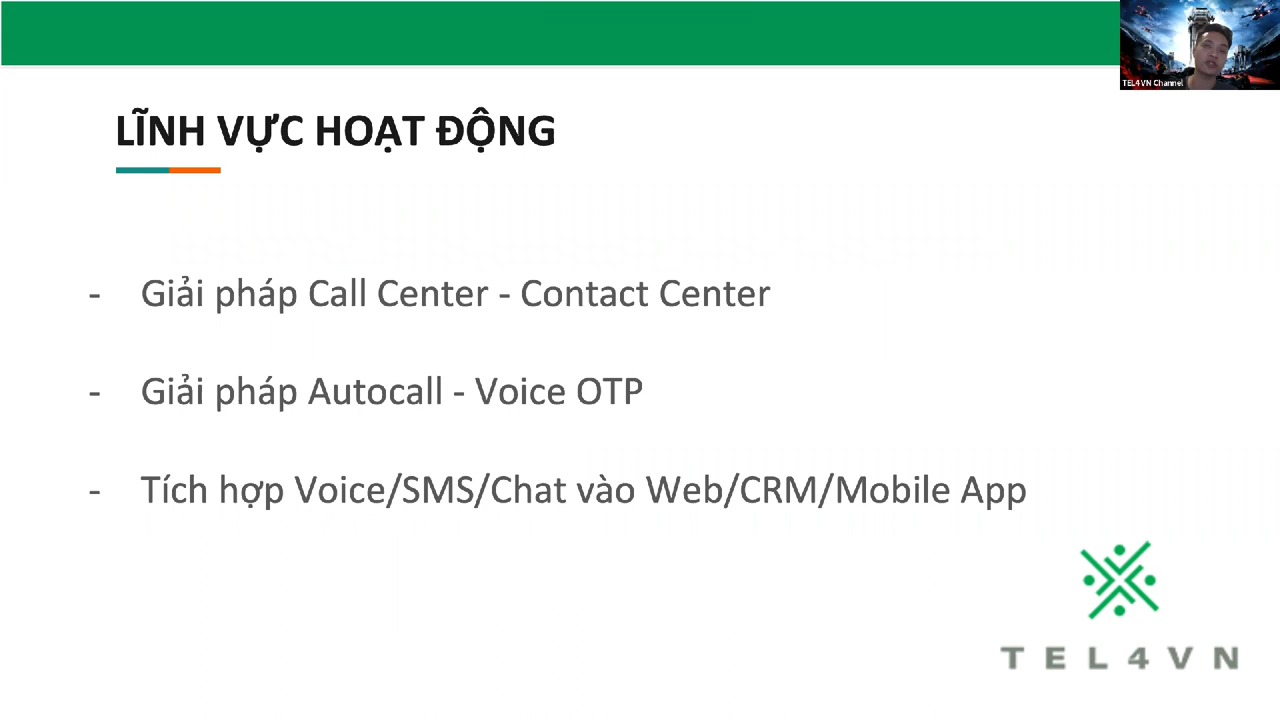 TEL4VN Channel
LĨNH VỰC HOẠT ĐỘNG
- Giải pháp Call Center - Contact Center
- Giải pháp Autocall - Voice OTP
- Tích hợp Voice/SMS/Chat vào Web/CRM/Mobile App
TEL4VN